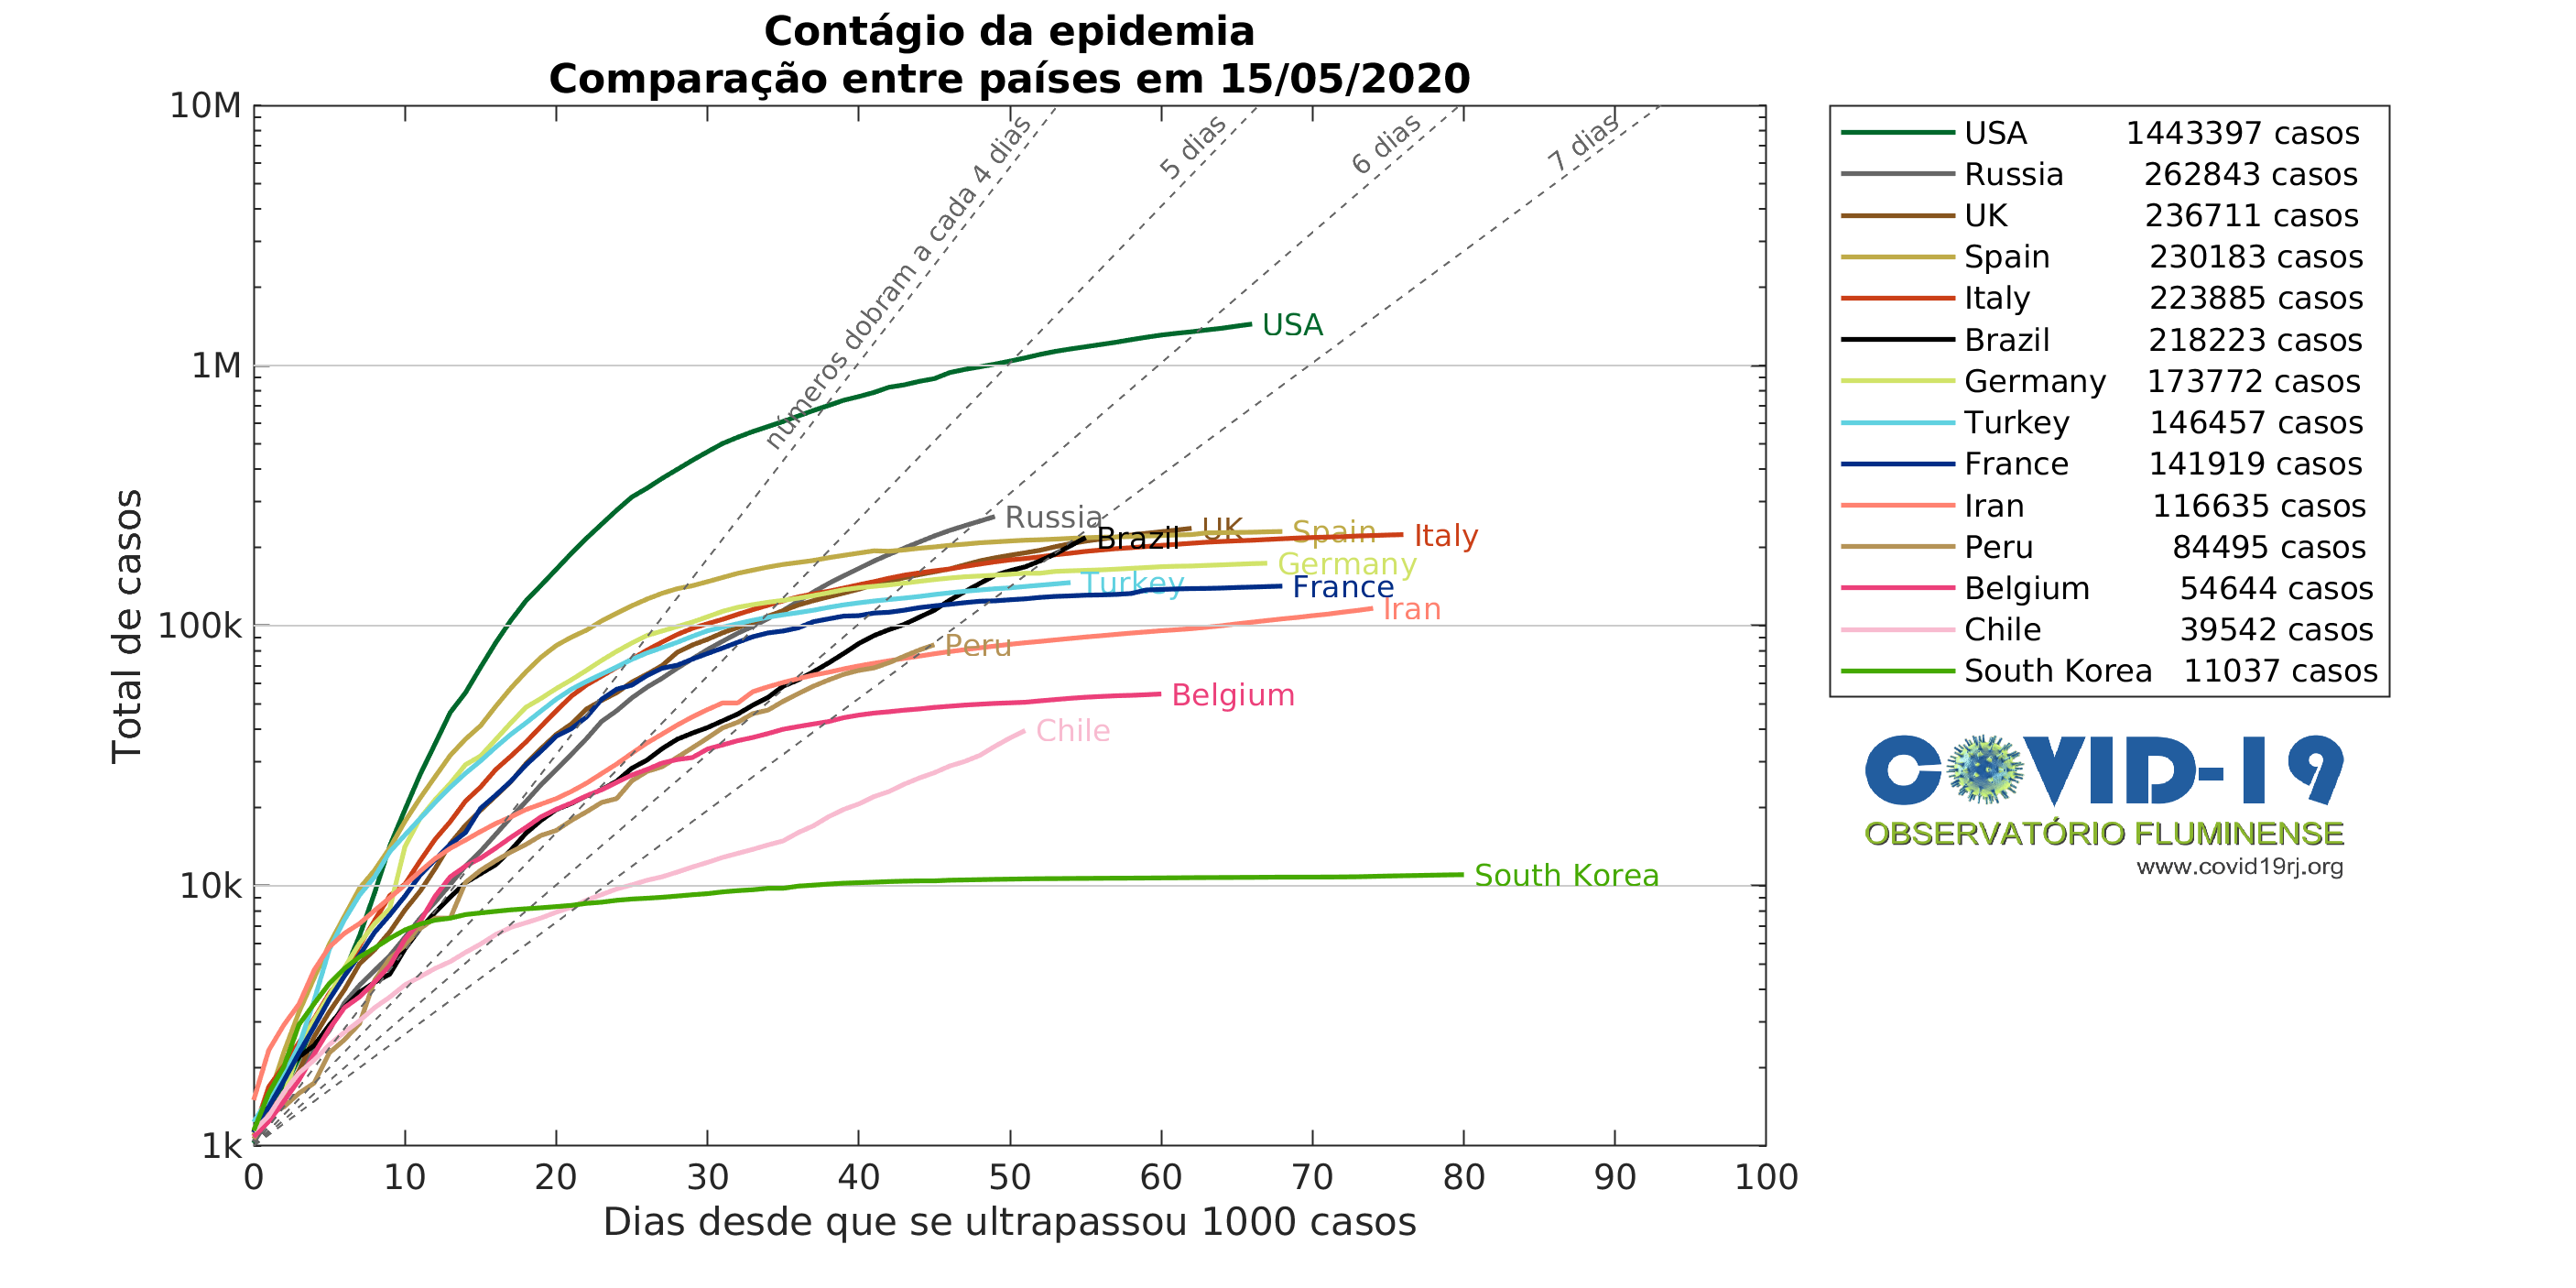 Contágio da epidemia
Comparação entre países em 15/05/2020
Total de casos
10M
1M
100k
10k
1k
0 10 20 30 40 50 60 70 80 90 100
Dias desde que se ultrapassou 1000 casos
números dobram a cada 4 dias
5 dias
6 dias
7 dias
USA
Russia
Brazil
UK
Spain
Italy
Germany
Turkey
France
Iran
Peru
Belgium
Chile
South Korea
USA 1443397 casos
Russia 262843 casos
UK 236711 casos
Spain 230183 casos
Italy 223885 casos
Brazil 218223 casos
Germany 173772 casos
Turkey 146457 casos
France 141919 casos
Iran 116635 casos
Peru 84495 casos
Belgium 54644 casos
Chile 39542 casos
South Korea 11037 casos
COVID-19
OBSERVATÓRIO FLUMINENSE
www.covid19rj.org